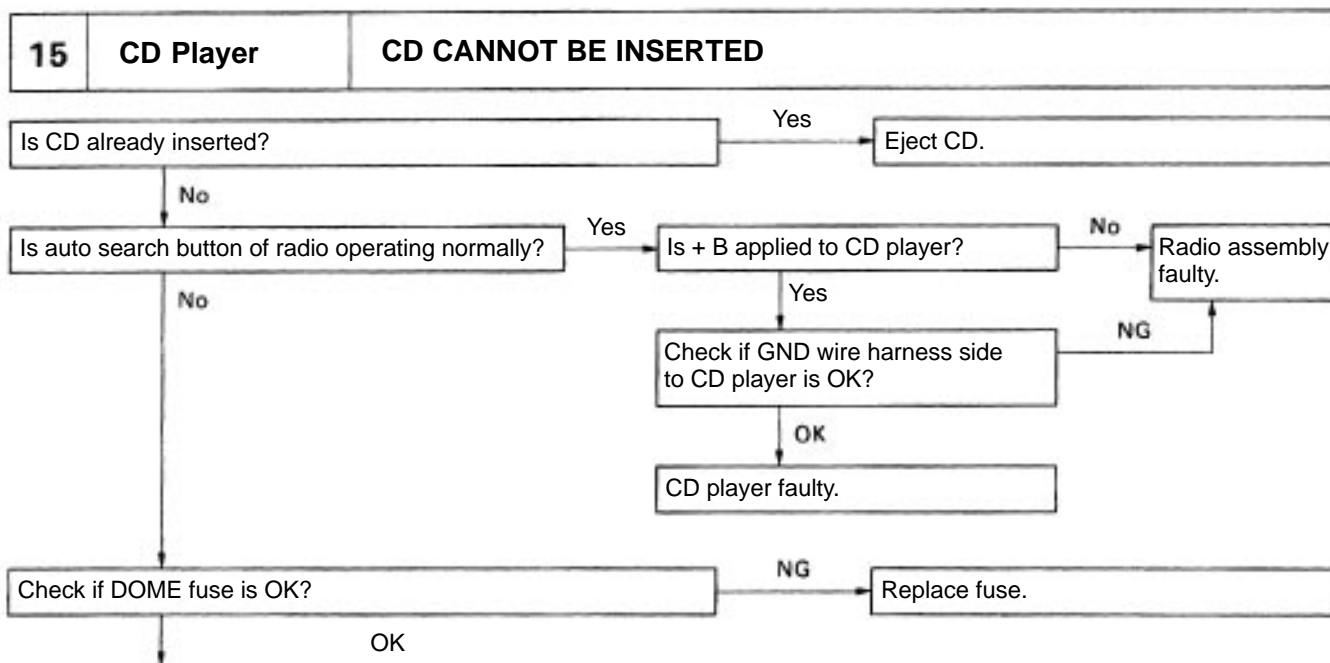 15 CD Player CD CANNOT BE INSERTED
Is CD already inserted?
Yes
Eject CD.
No
Is auto search button of radio operating normally?
Yes
Is + B applied to CD player?
No
Radio assembly
faulty.
No
Yes
Check if GND wire harness side
to CD player is OK?
NG
OK
CD player faulty.
Check if DOME fuse is OK?
NG
Replace fuse.
OK